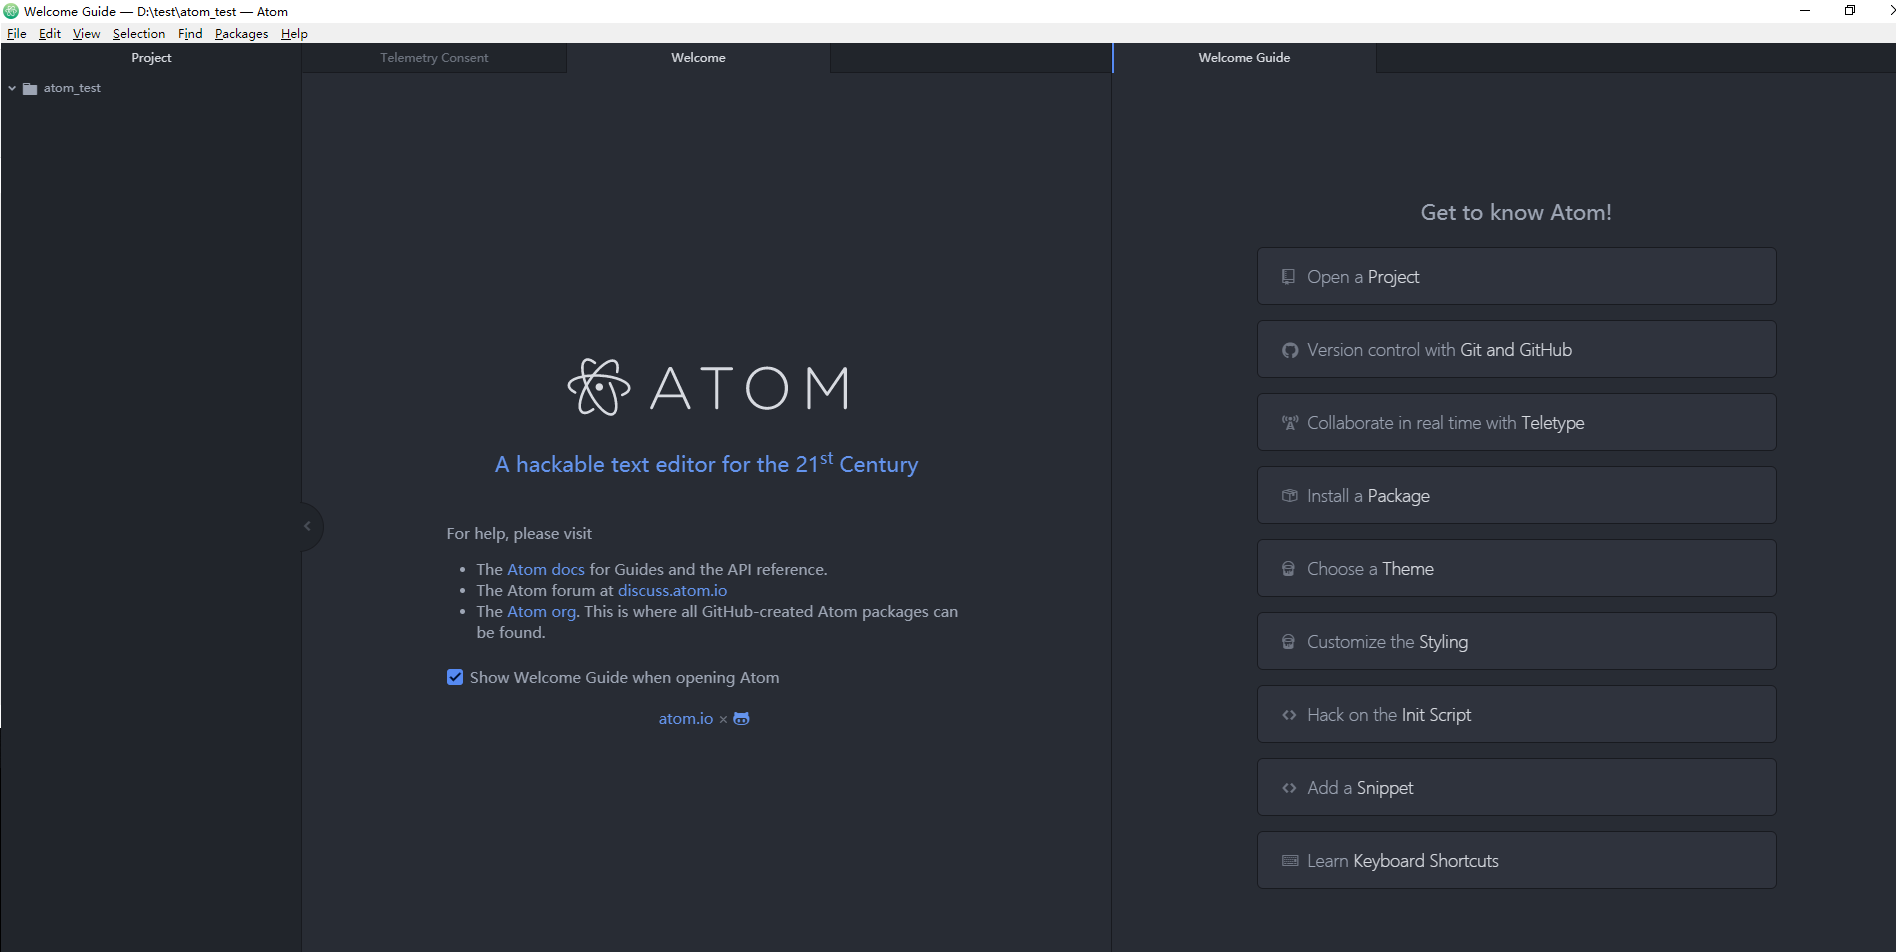 Welcome Guide — D:\test\atom_test — Atom
File Edit View Selection Find Packages Help
Project
Telemetry Consent
Welcome
Welcome Guide
atom_test
ATOM
A hackable text editor for the 21st Century
For help, please visit
• The Atom docs for Guides and the API reference.
• The Atom forum at discuss.atom.io
• The Atom org. This is where all GitHub-created Atom packages can
be found.
Show Welcome Guide when opening Atom
atom.io ×
Get to know Atom!
Open a Project
Version control with Git and GitHub
Collaborate in real time with Teletype
Install a Package
Choose a Theme
Customize the Styling
Hack on the Init Script
Add a Snippet
Learn Keyboard Shortcuts